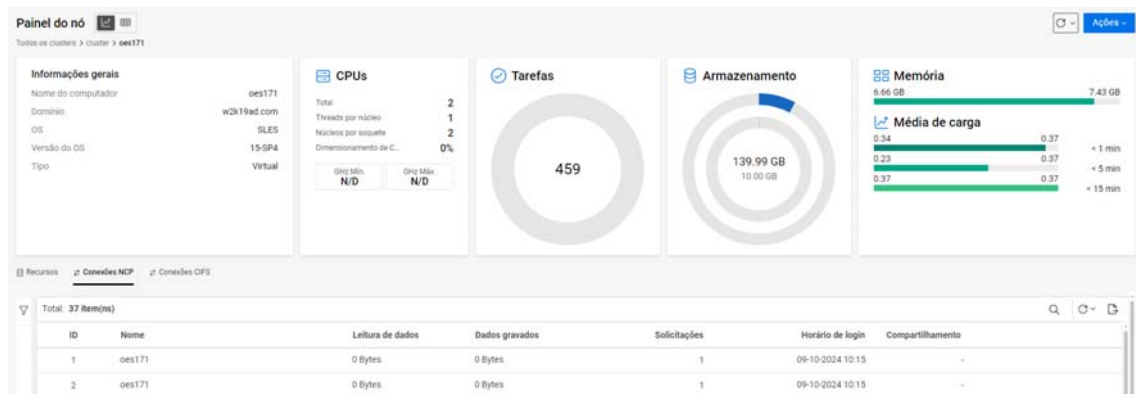 Painel do nó
Ações
Todos os clusters > cluster > oes171
Informações gerais
Nome do computador oes171
Domínio w2k19ad.com
OS SLES
Versão do OS 15-SP4
Tipo Virtual
CPUs
Total 2
Threads por núcleo 1
Núcleos por soquete 2
Dimensionamento de C... 0%
GHz Mín. GHz Máx.
N/D N/D
Tarefas
459
Armazenamento
139.99 GB
10.00 GB
Memória
6.66 GB 7.43 GB
Média de carga
0.34 0.37
< 1 min
0.23 0.37
< 5 min
0.37 0.37
< 15 min
Recursos Conexões NCP Conexões CIFS
Total: 37 item(ns)
ID Nome Leitura de dados Dados gravados Solicitações Horário de login Compartilhamento
1 oes171 0 Bytes 0 Bytes 1 09-10-2024 10:15 -
2 oes171 0 Bytes 0 Bytes 1 09-10-2024 10:15 -